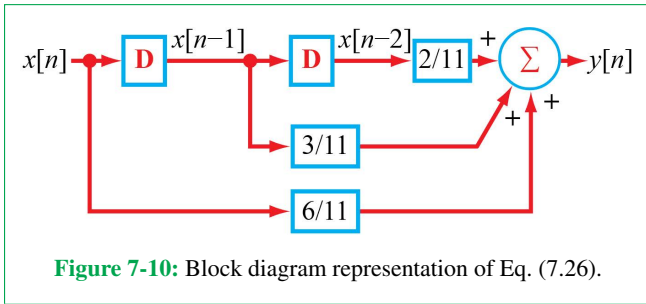 x[n] D x[n−1] D x[n−2] 2/11 + Σ y[n]
3/11 + +
6/11
Figure 7-10: Block diagram representation of Eq. (7.26).